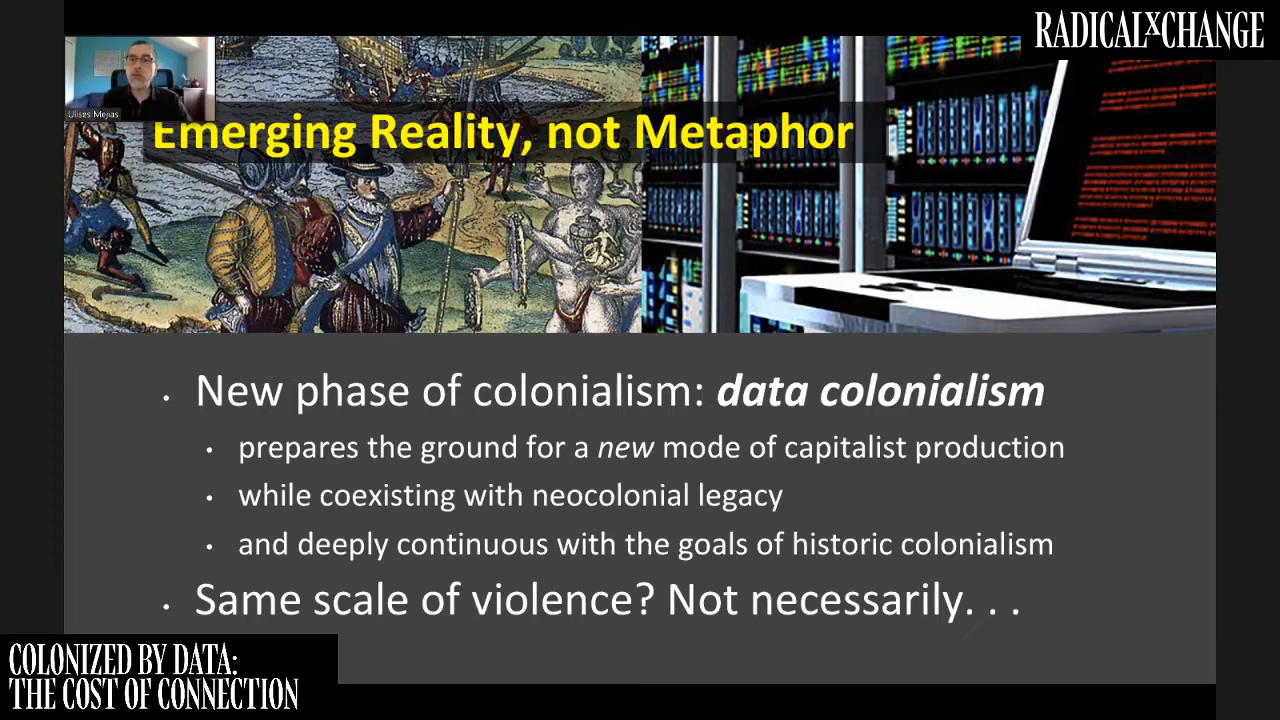 RADICALxCHANGE
Ulises Mejias
Emerging Reality, not Metaphor
• New phase of colonialism: data colonialism
• prepares the ground for a new mode of capitalist production
• while coexisting with neocolonial legacy
• and deeply continuous with the goals of historic colonialism
• Same scale of violence? Not necessarily. . .
COLONIZED BY DATA:
THE COST OF CONNECTION